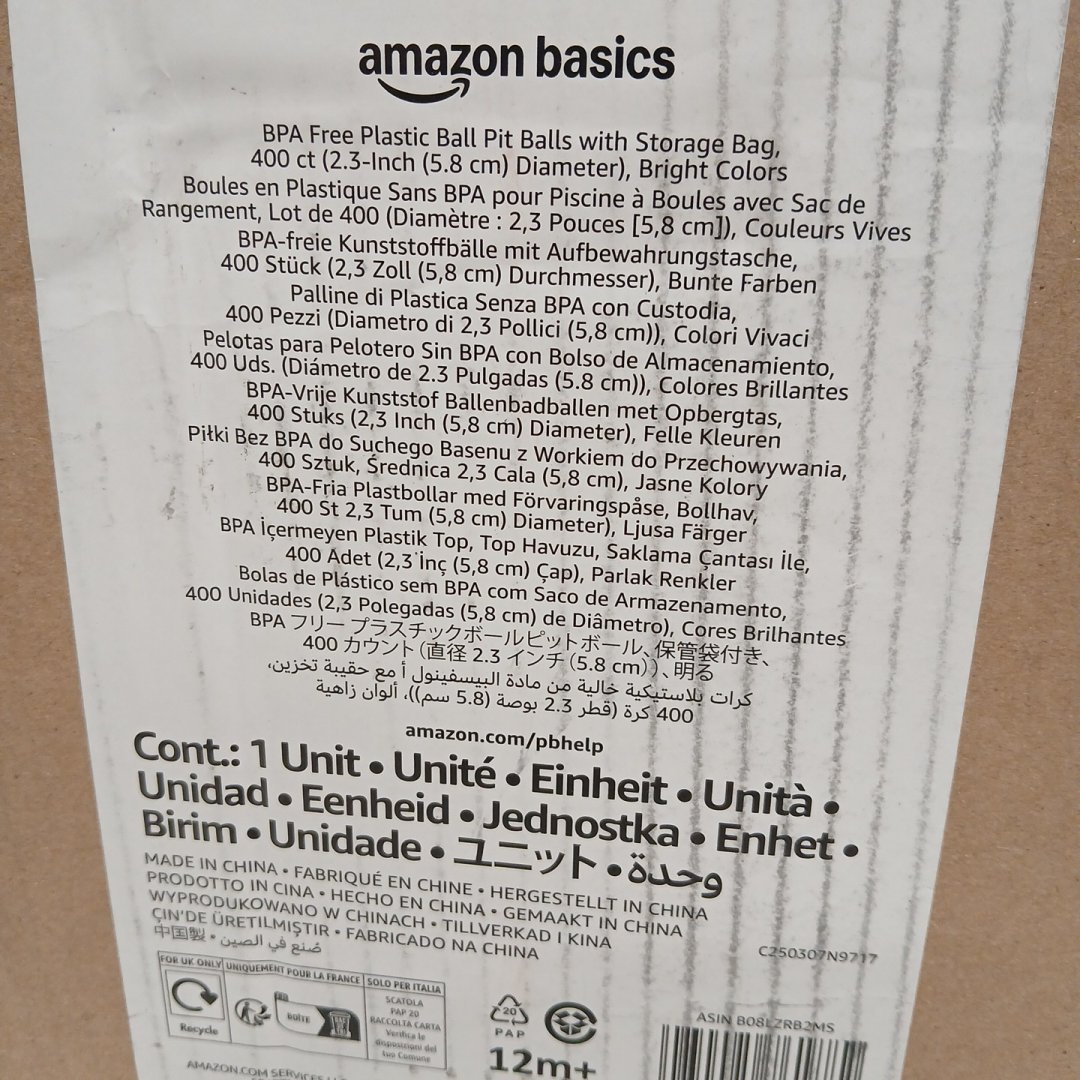 amazon basics
BPA Free Plastic Ball Pit Balls with Storage Bag,
400 ct (2.3-Inch (5.8 cm) Diameter), Bright Colors
Boules en Plastique Sans BPA pour Piscine à Boules avec Sac de
Rangement, Lot de 400 (Diamètre : 2,3 Pouces [5,8 cm]), Couleurs Vives
BPA-freie Kunststoffbälle mit Aufbewahrungstasche,
400 Stück (2,3 Zoll (5,8 cm) Durchmesser), Bunte Farben
Palline di Plastica Senza BPA con Custodia,
400 Pezzi (Diametro di 2,3 Pollici (5,8 cm)), Colori Vivaci
Pelotas para Pelotero Sin BPA con Bolso de Almacenamiento,
400 Uds. (Diámetro de 2.3 Pulgadas (5.8 cm)), Colores Brillantes
BPA-Vrije Kunststof Ballenbadballen met Opbergtas,
400 Stuks (2,3 Inch (5,8 cm) Diameter), Felle Kleuren
Piłki Bez BPA do Suchego Basenu z Workiem do Przechowywania,
400 Sztuk, Średnica 2,3 Cala (5,8 cm), Jasne Kolory
BPA-Fria Plastbollar med Förvaringspåse, Bollhav,
400 St 2,3 Tum (5,8 cm) Diameter), Ljusa Färger
BPA İçermeyen Plastik Top, Top Havuzu, Saklama Çantası İle,
400 Adet (2,3 İnç (5,8 cm) Çap), Parlak Renkler
Bolas de Plástico sem BPA com Saco de Armazenamento,
400 Unidades (2,3 Polegadas (5,8 cm) de Diâmetro), Cores Brilhantes
BPA フリー プラスチックボールピットボール、保管袋付き、
400 カウント（直径 2.3 インチ（5.8 cm））、明る
كرات بلاستيكية خالية من مادة البيسفينول أ مع حقيبة تخزين،
400 كرة (قطر 2.3 بوصة (5.8 سم))، ألوان زاهية
amazon.com/pbhelp
Cont.: 1 Unit • Unité • Einheit • Unità •
Unidad • Eenheid • Jednostka • Enhet •
Birim • Unidade • ユニット • وحدة
MADE IN CHINA • FABRIQUÉ EN CHINE • HERGESTELLT IN CHINA
PRODOTTO IN CINA • HECHO EN CHINA • GEMAAKT IN CHINA
WYPRODUKOWANO W CHINACH • TILLVERKAD I KINA
ÇIN'DE ÜRETILMIŞTIR • FABRICADO NA CHINA
中国製 • صُنع في الصين
C250307N9717
FOR UK ONLY
Recycle
UNIQUEMENT POUR LA FRANCE
BOÎTE
SOLO PER ITALIA
SCATOLA
PAP 20
RACCOLTA CARTA
Verifica le
disposizioni del
tuo Comune
20
PAP
12m+
ASIN B08LZRB2MS
AMAZON.COM SERVICES